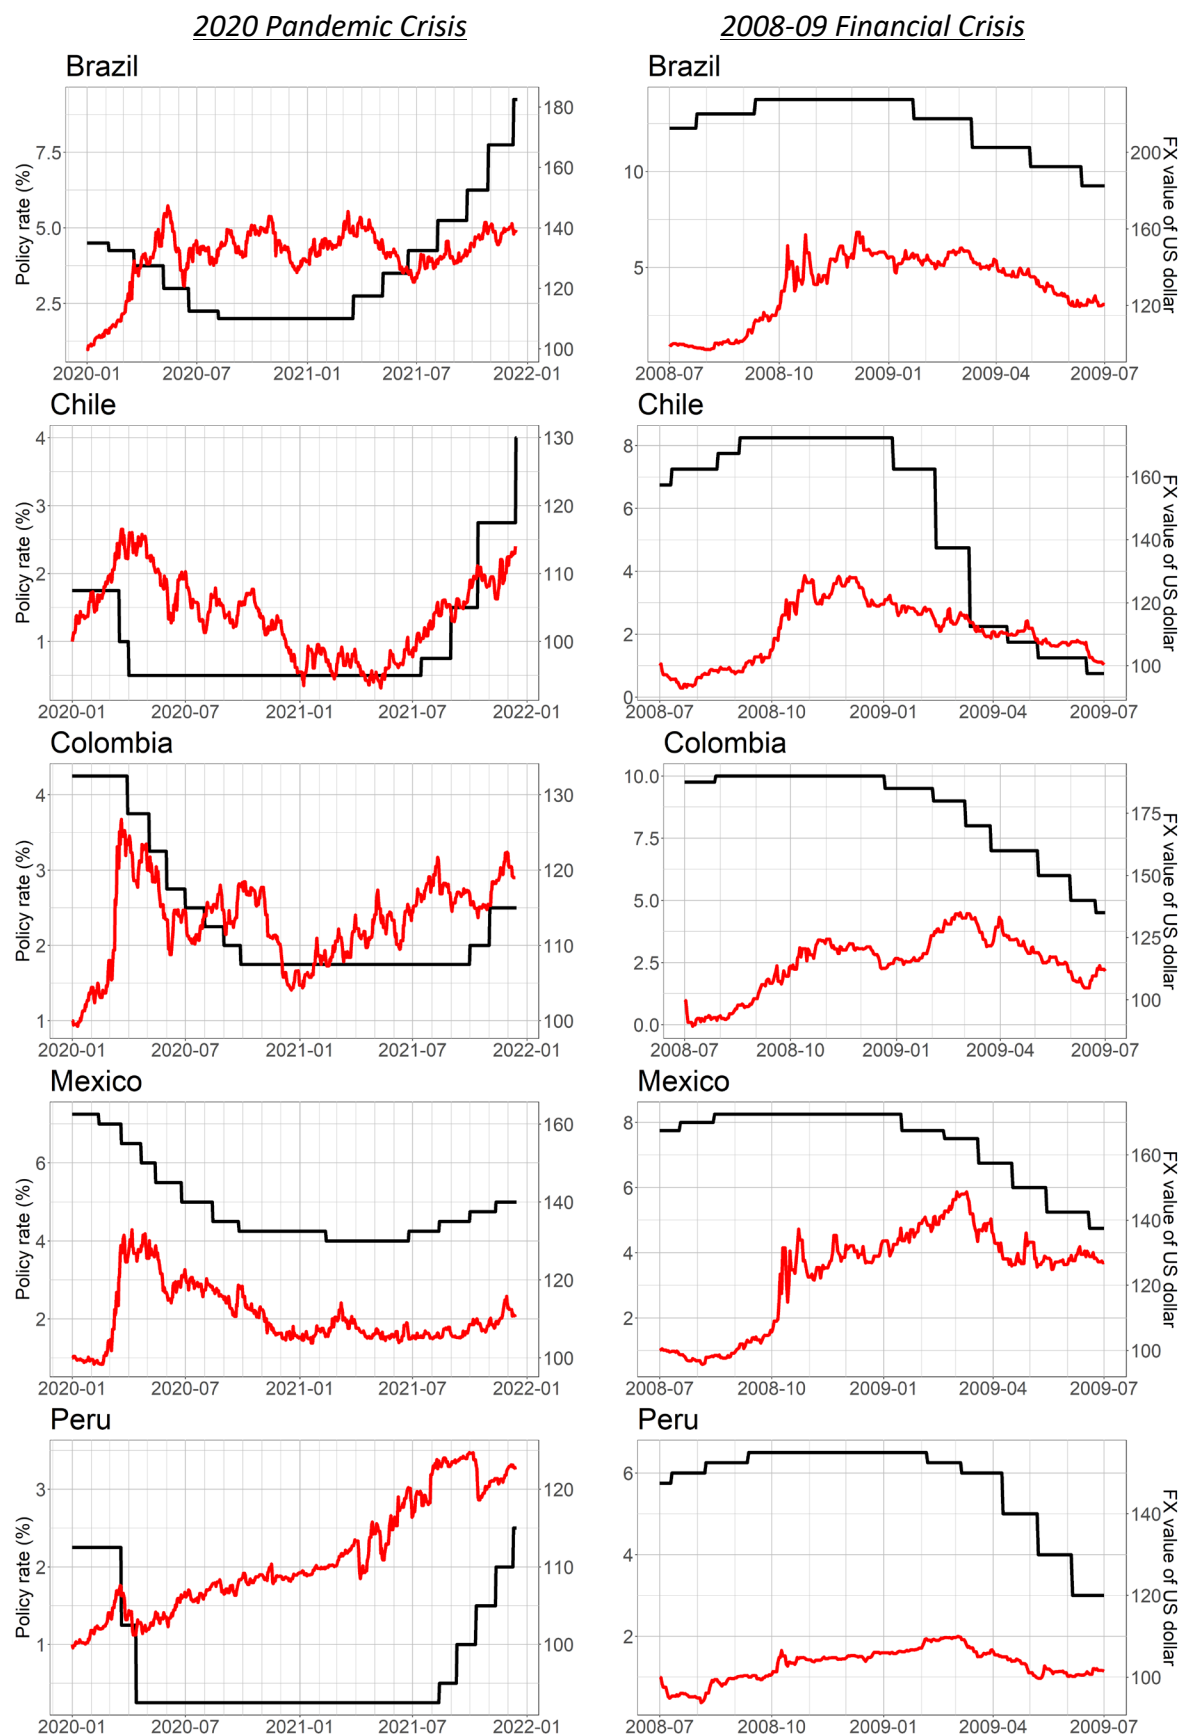 2020 Pandemic Crisis
2008-09 Financial Crisis
Brazil
Policy rate (%)
7.5
5.0
2.5
180
160
140
120
100
2020-01 2020-07 2021-01 2021-07 2022-01
Brazil
10
5
200
160
120
FX value of US dollar
2008-07 2008-10 2009-01 2009-04 2009-07
Chile
Policy rate (%)
4
3
2
1
130
120
110
100
2020-01 2020-07 2021-01 2021-07 2022-01
Chile
8
6
4
2
0
160
140
120
100
FX value of US dollar
2008-07 2008-10 2009-01 2009-04 2009-07
Colombia
Policy rate (%)
4
3
2
1
130
120
110
100
2020-01 2020-07 2021-01 2021-07 2022-01
Colombia
10.0
7.5
5.0
2.5
0.0
175
150
125
100
FX value of US dollar
2008-07 2008-10 2009-01 2009-04 2009-07
Mexico
Policy rate (%)
6
4
2
160
140
120
100
2020-01 2020-07 2021-01 2021-07 2022-01
Mexico
8
6
4
2
160
140
120
100
FX value of US dollar
2008-07 2008-10 2009-01 2009-04 2009-07
Peru
Policy rate (%)
3
2
1
120
110
100
2020-01 2020-07 2021-01 2021-07 2022-01
Peru
6
4
2
140
120
100
FX value of US dollar
2008-07 2008-10 2009-01 2009-04 2009-07